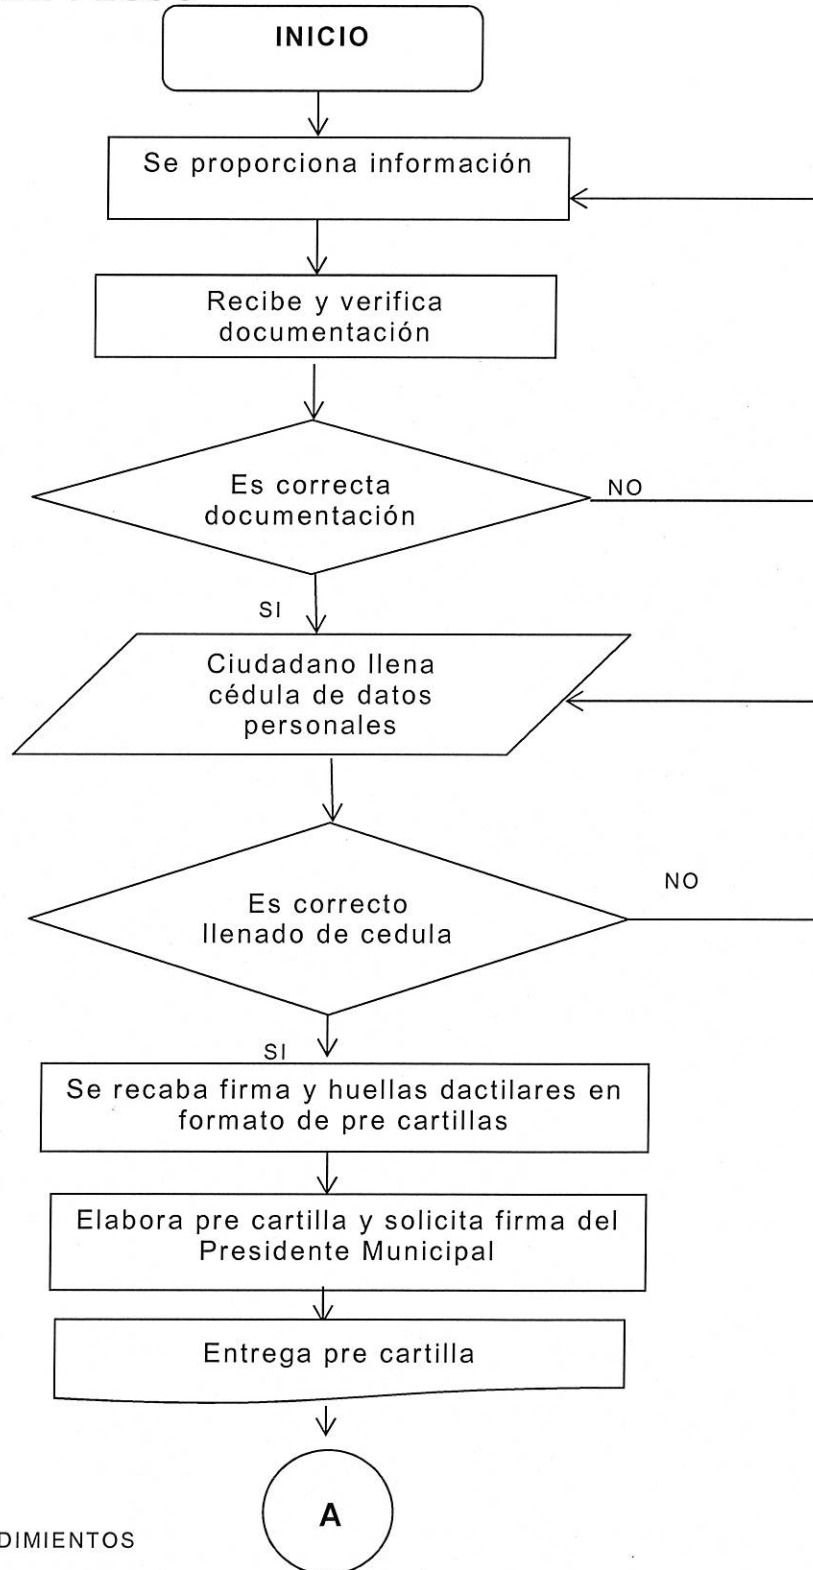 INICIO
Se proporciona información
Recibe y verifica
documentación
Es correcta
documentación
NO
SI
Ciudadano llena
cédula de datos
personales
Es correcto
llenado de cedula
NO
SI
Se recaba firma y huellas dactilares en
formato de pre cartillas
Elabora pre cartilla y solicita firma del
Presidente Municipal
Entrega pre cartilla
A
DIMIENTOS